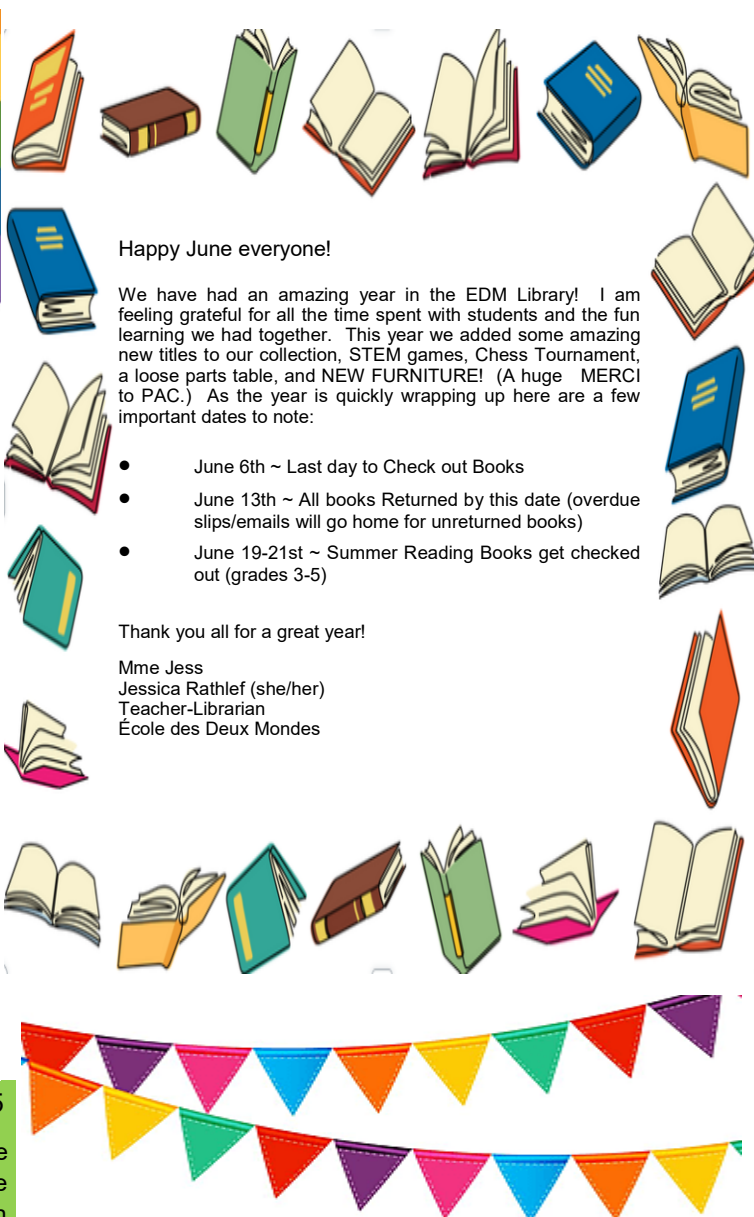 Happy June everyone!
We have had an amazing year in the EDM Library! I am
feeling grateful for all the time spent with students and the fun
learning we had together. This year we added some amazing
new titles to our collection, STEM games, Chess Tournament,
a loose parts table, and NEW FURNITURE! (A huge MERCI
to PAC.) As the year is quickly wrapping up here are a few
important dates to note:
● June 6th ~ Last day to Check out Books
● June 13th ~ All books Returned by this date (overdue
slips/emails will go home for unreturned books)
● June 19-21st ~ Summer Reading Books get checked
out (grades 3-5)
Thank you all for a great year!
Mme Jess
Jessica Rathlef (she/her)
Teacher-Librarian
École des Deux Mondes